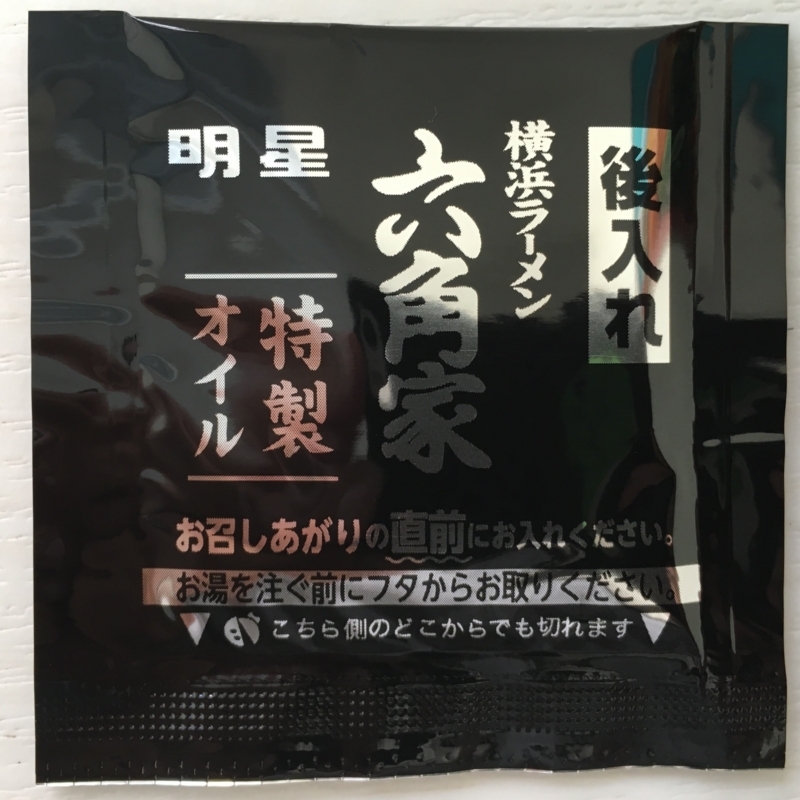 後入れ
横浜ラーメン
六角家
明星
特製
オイル
お召しあがりの直前にお入れください。
お湯を注ぐ前にフタからお取りください。
こちら側のどこからでも切れます